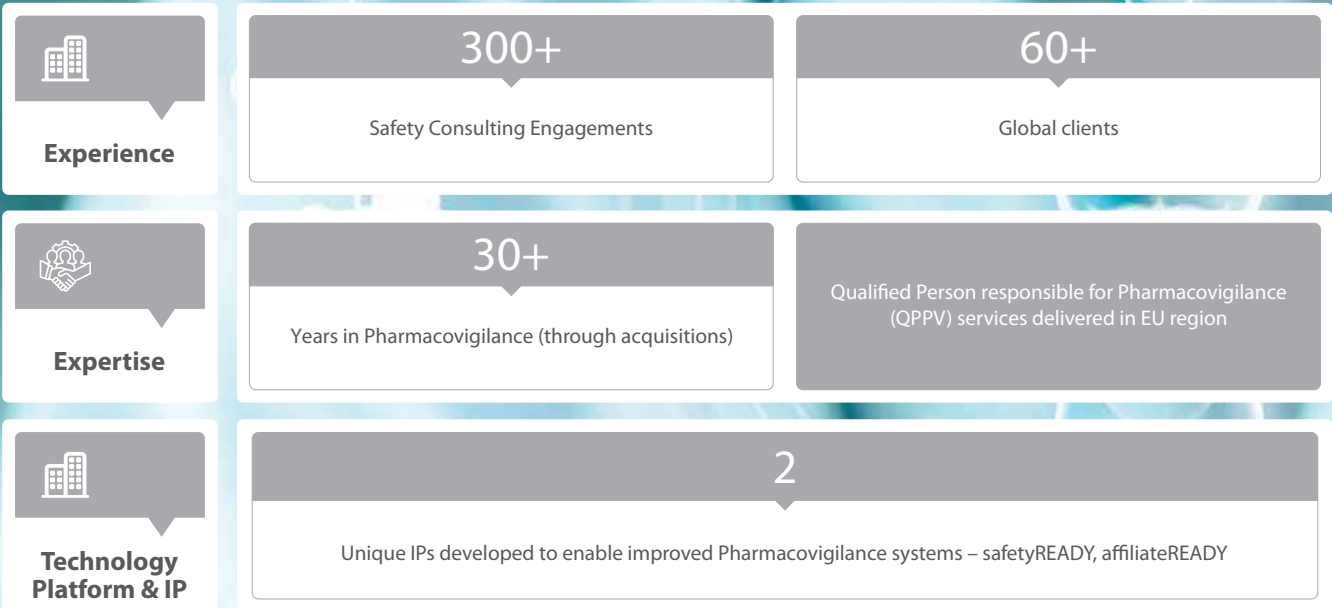 Experience
300+
Safety Consulting Engagements
60+
Global clients
Expertise
30+
Years in Pharmacovigilance (through acquisitions)
Qualified Person responsible for Pharmacovigilance
(QPPV) services delivered in EU region
Technology
Platform & IP
2
Unique IPs developed to enable improved Pharmacovigilance systems – safetyREADY, affiliateREADY